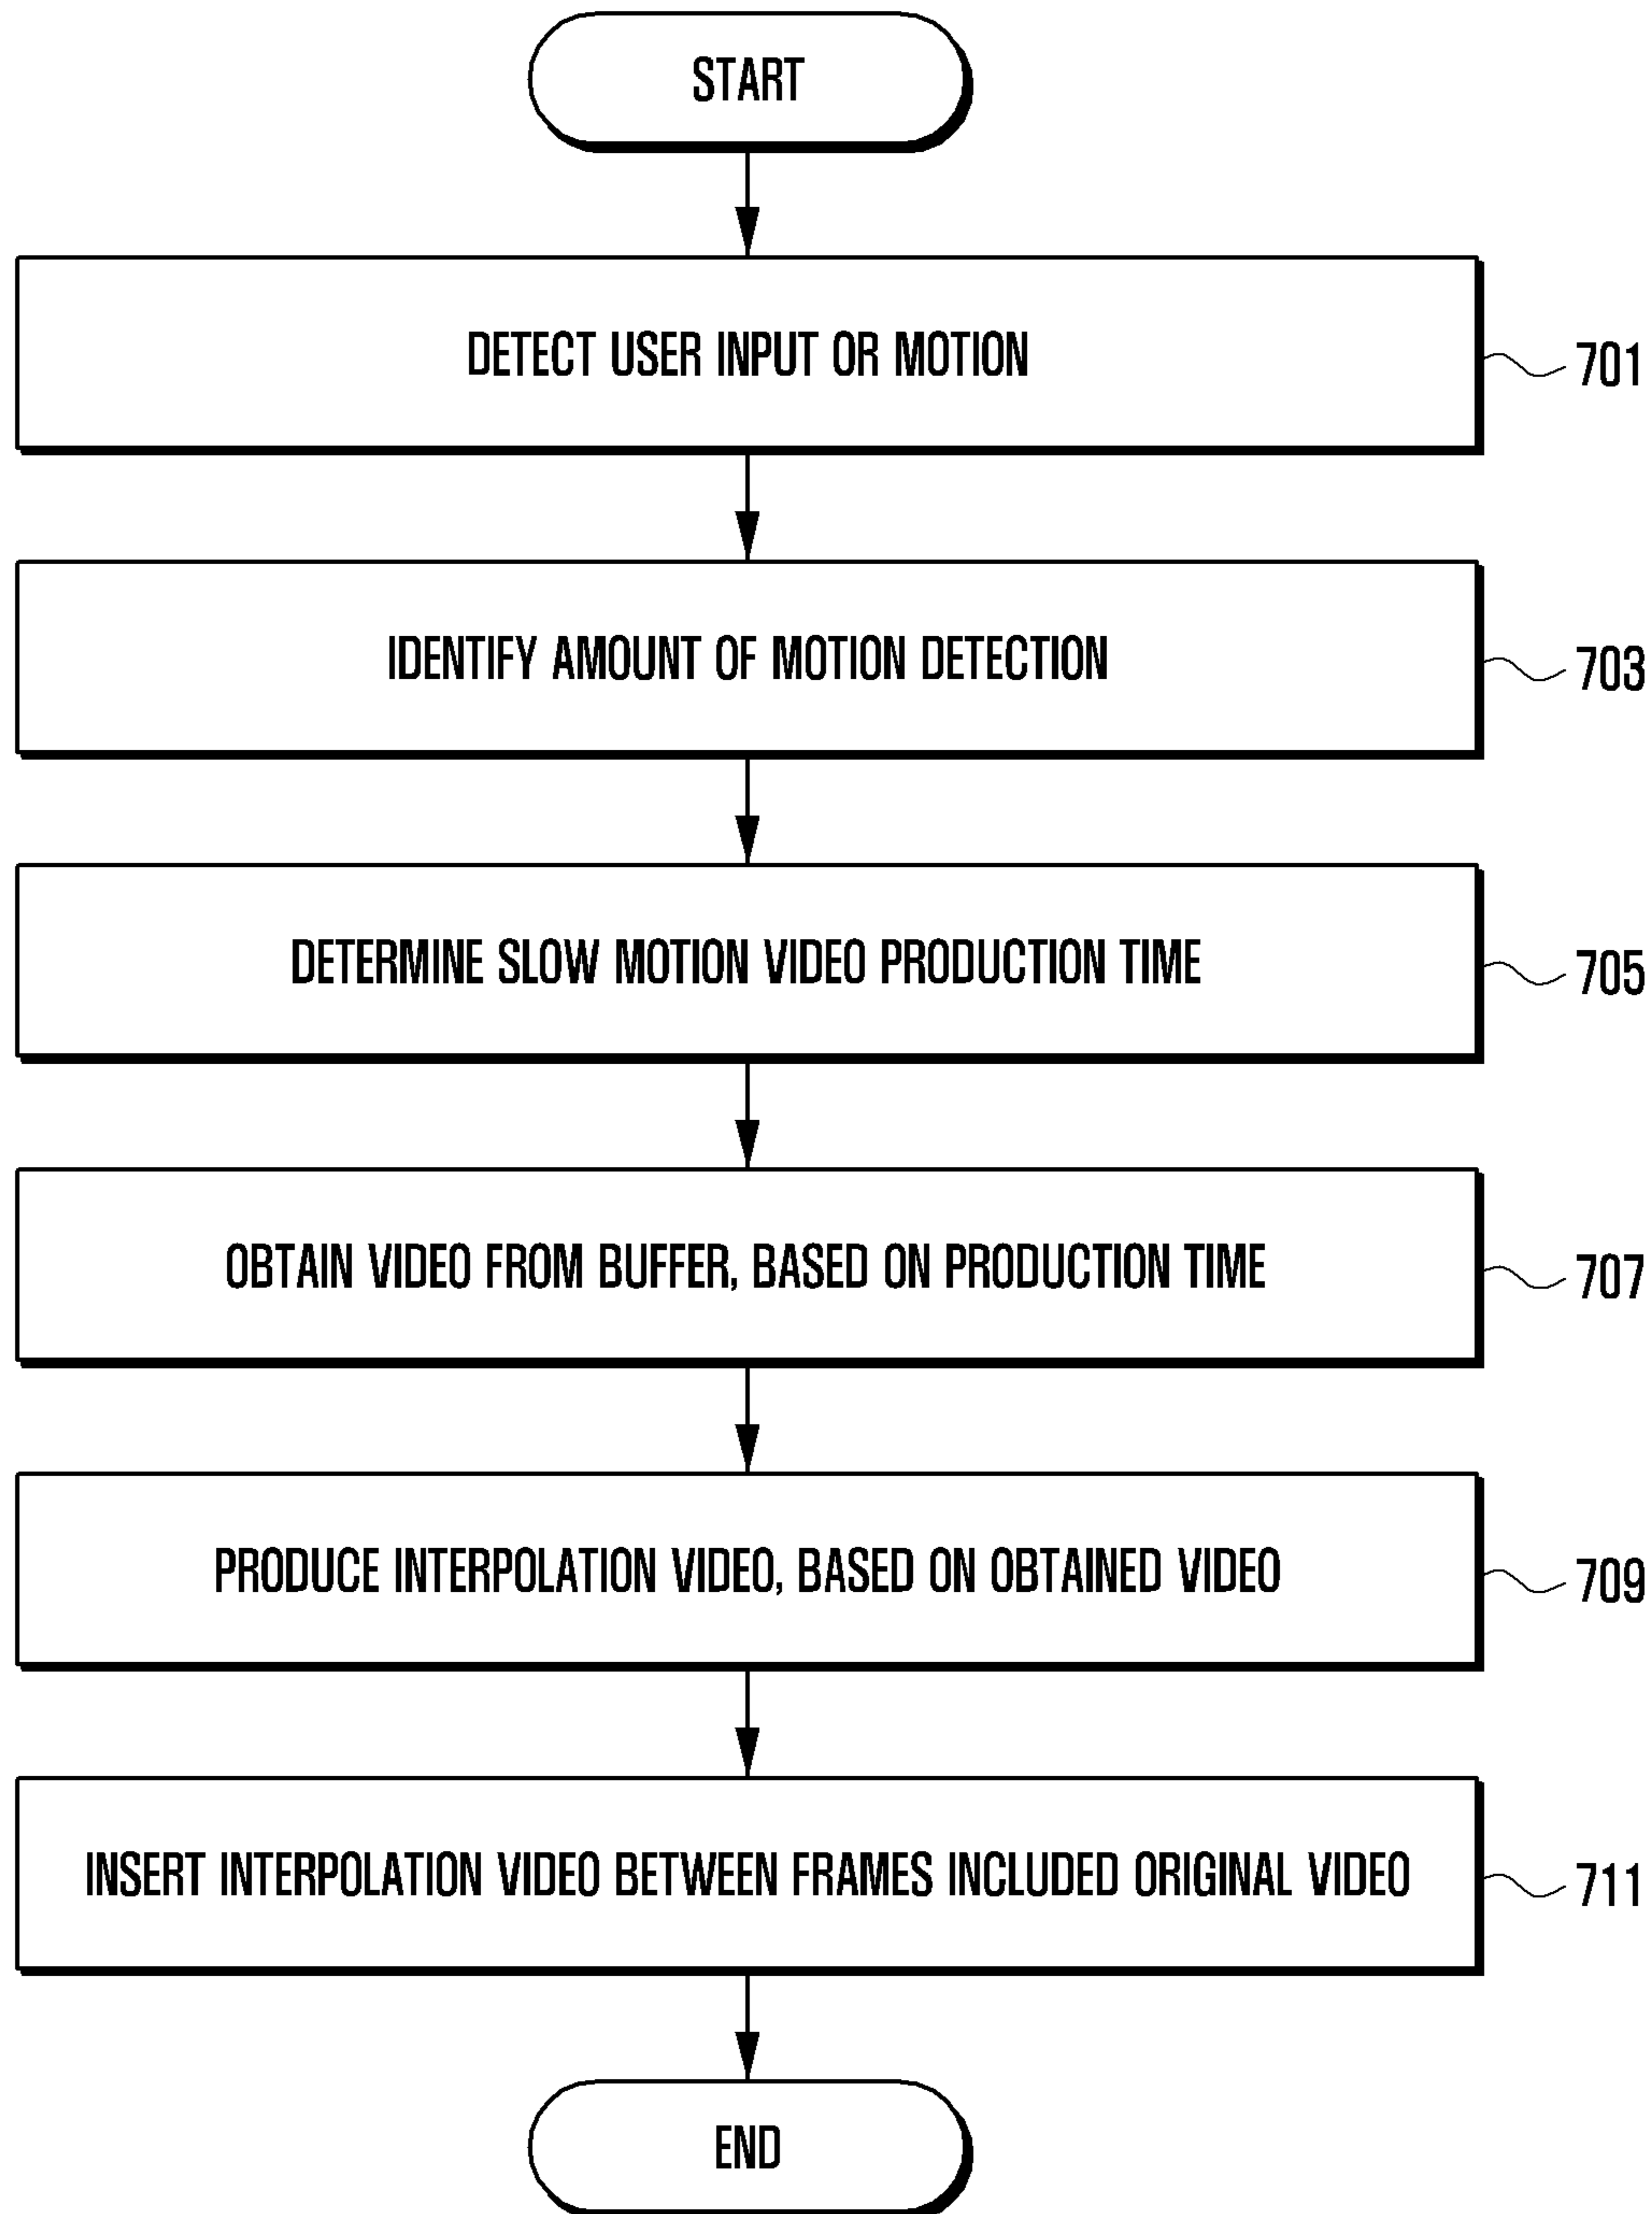 START
DETECT USER INPUT OR MOTION
701
IDENTIFY AMOUNT OF MOTION DETECTION
703
DETERMINE SLOW MOTION VIDEO PRODUCTION TIME
705
OBTAIN VIDEO FROM BUFFER, BASED ON PRODUCTION TIME
707
PRODUCE INTERPOLATION VIDEO, BASED ON OBTAINED VIDEO
709
INSERT INTERPOLATION VIDEO BETWEEN FRAMES INCLUDED ORIGINAL VIDEO
711
END